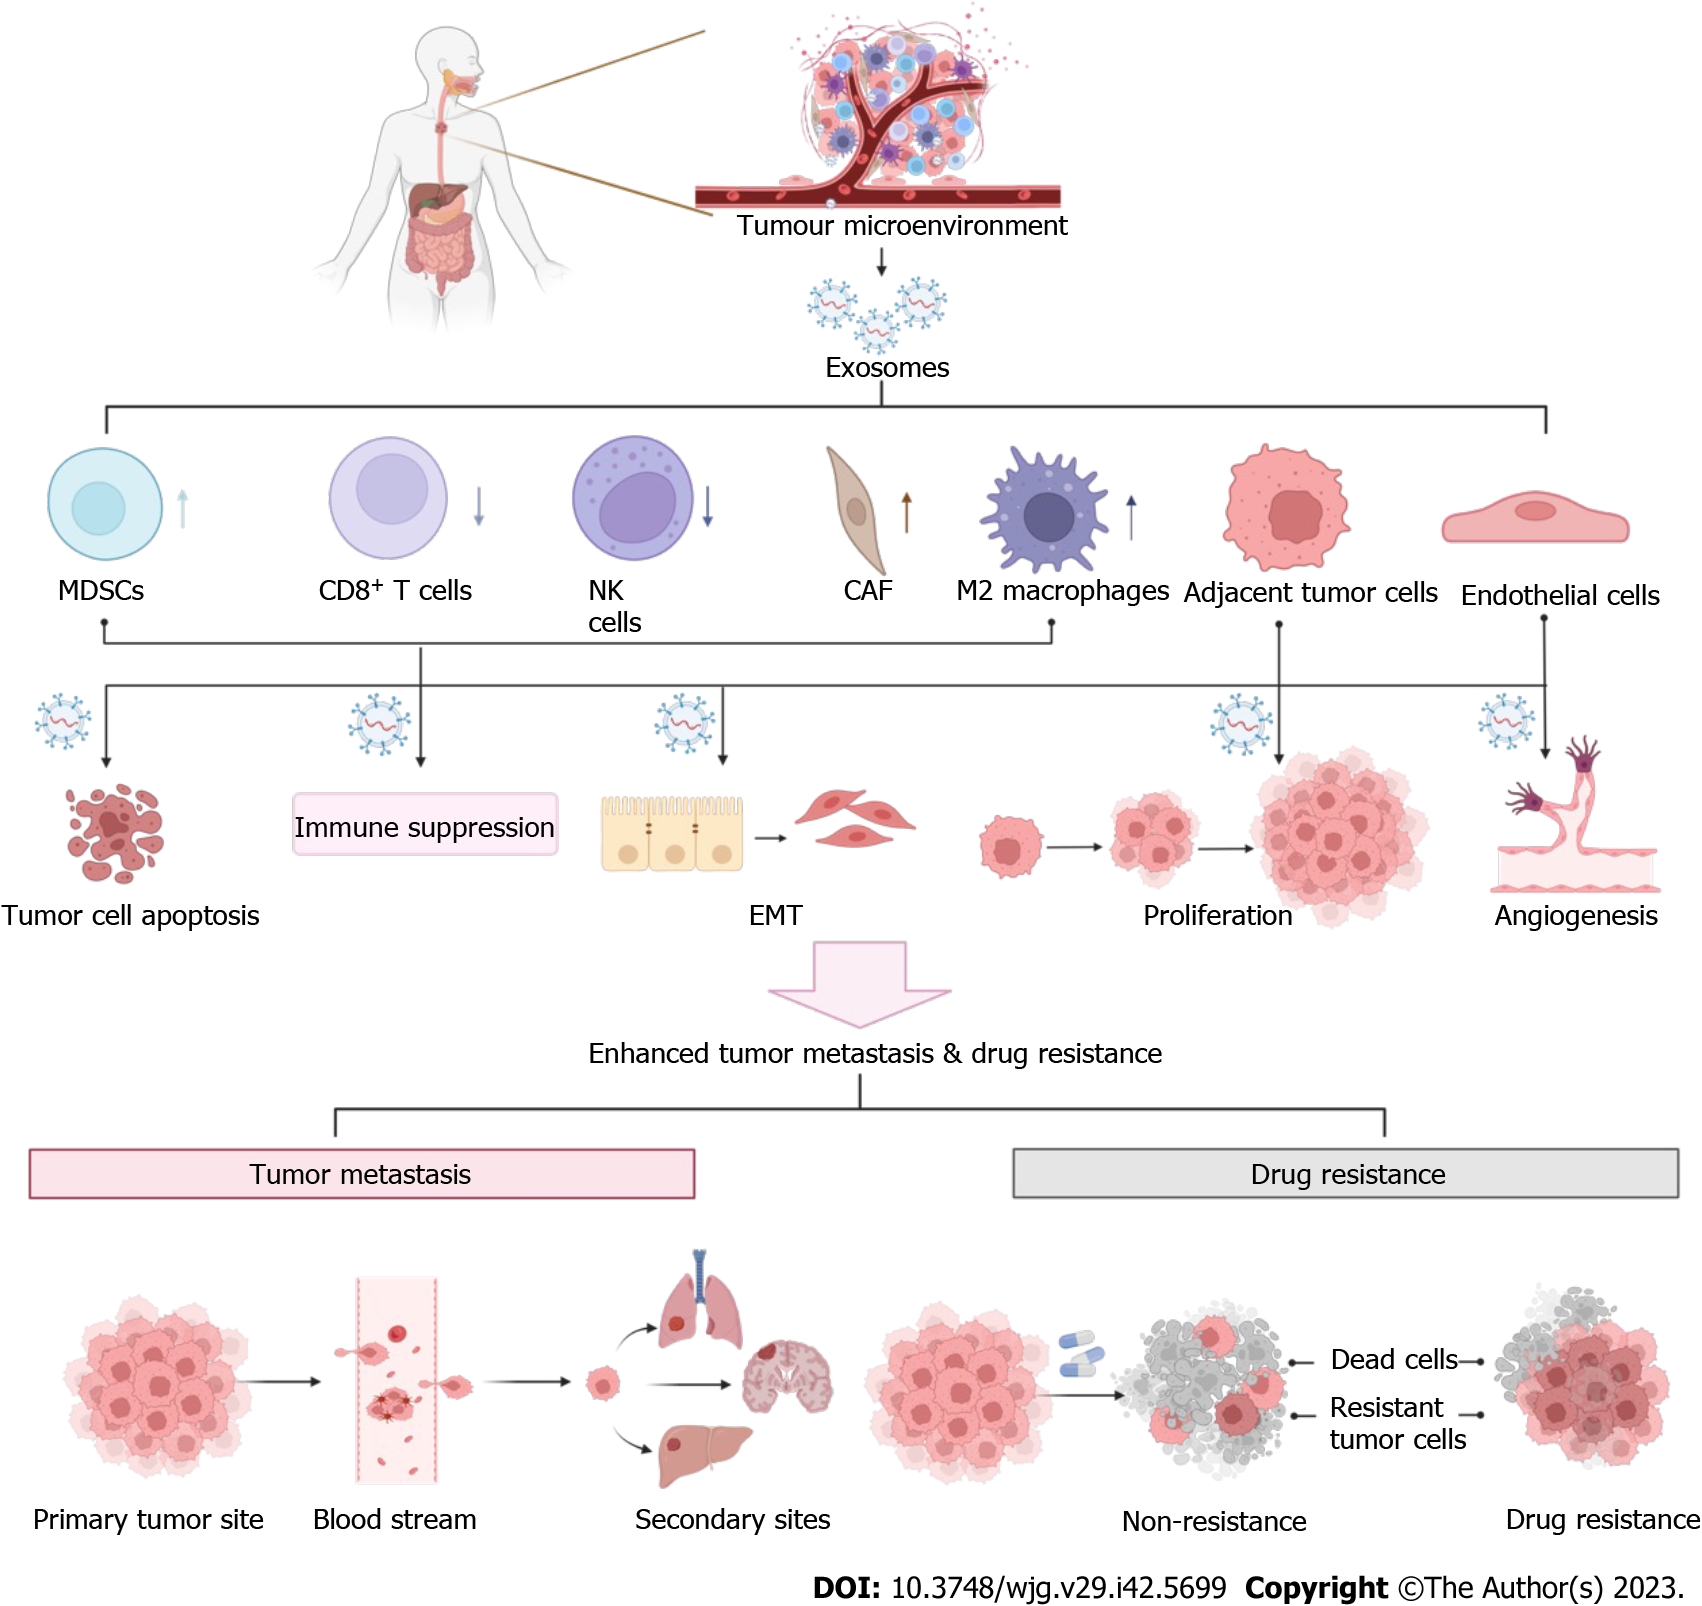 Tumour microenvironment
Exosomes
MDSCs
CD8⁺ T cells
NK
cells
CAF
M2 macrophages
Adjacent tumor cells
Endothelial cells
Tumor cell apoptosis
Immune suppression
EMT
Proliferation
Angiogenesis
Enhanced tumor metastasis & drug resistance
Tumor metastasis
Drug resistance
Dead cells
Resistant
tumor cells
Primary tumor site
Blood stream
Secondary sites
Non-resistance
Drug resistance
DOI: 10.3748/wjg.v29.i42.5699 Copyright ©The Author(s) 2023.